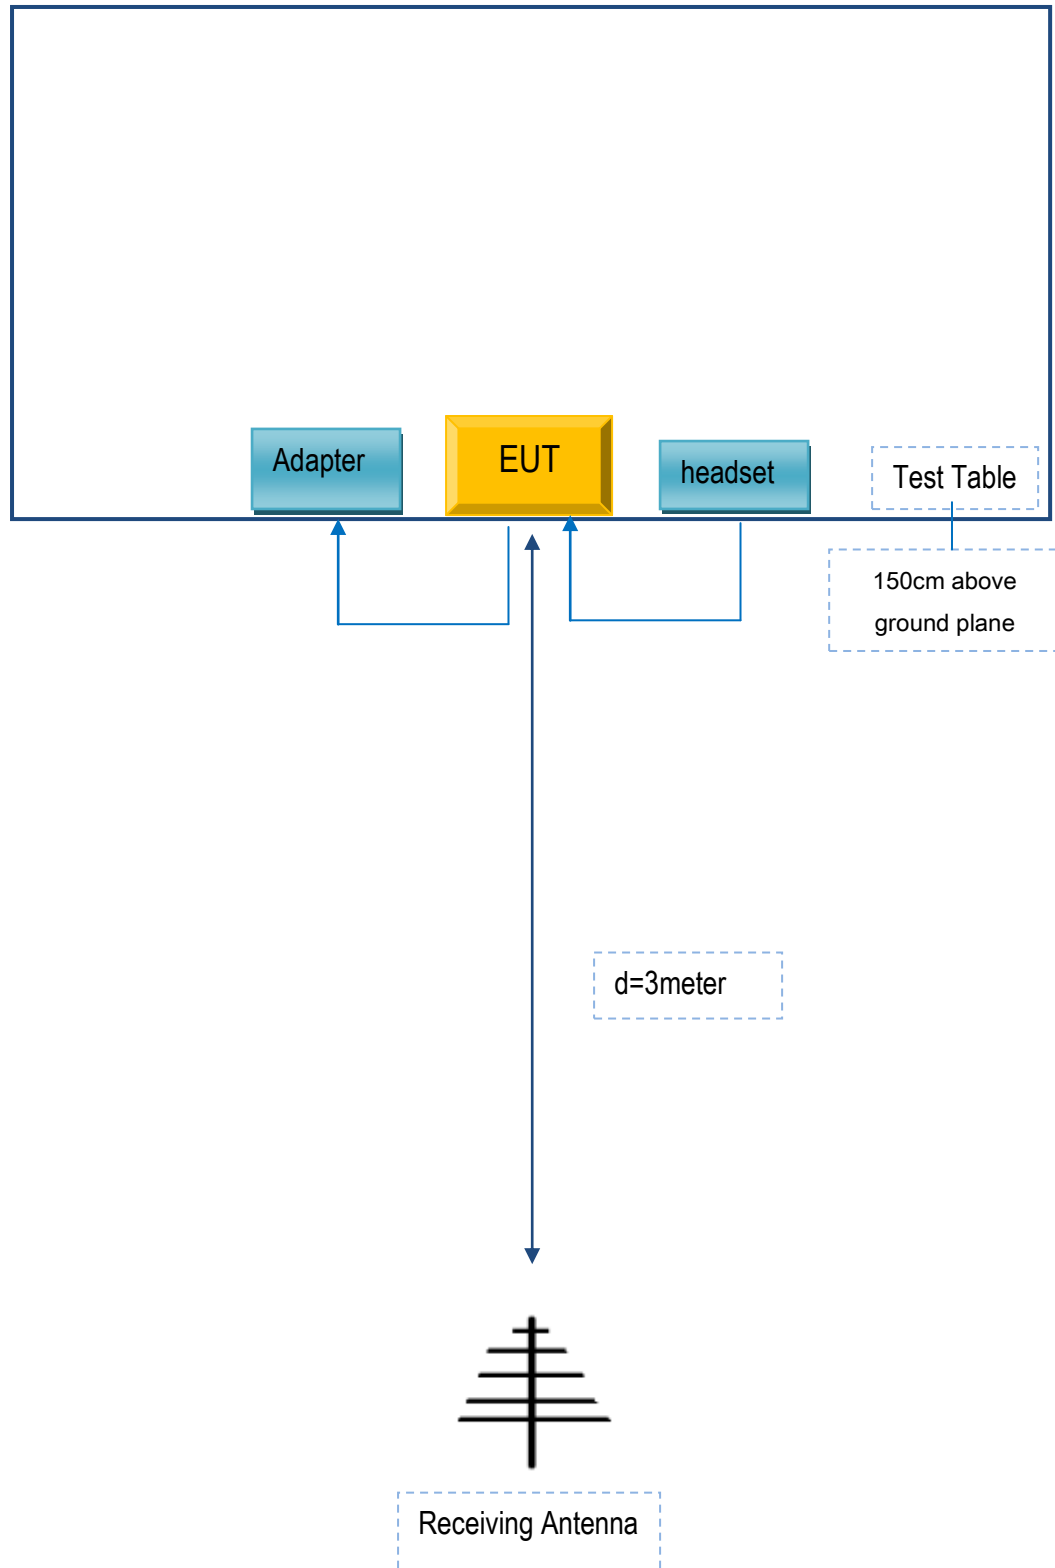 Adapter
EUT
headset
Test Table
150cm above
ground plane
d=3meter
Receiving Antenna